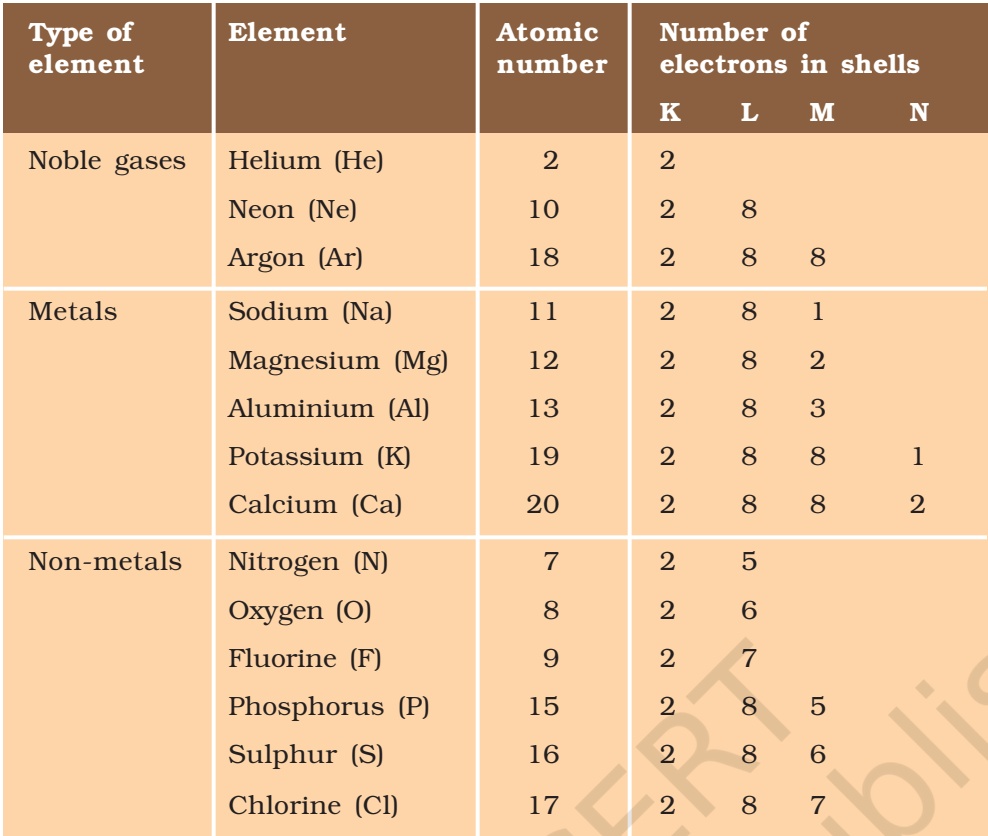 Type of element Element Atomic number Number of electrons in shells
K L M N
Noble gases Helium (He) 2 2
Neon (Ne) 10 2 8
Argon (Ar) 18 2 8 8
Metals Sodium (Na) 11 2 8 1
Magnesium (Mg) 12 2 8 2
Aluminium (Al) 13 2 8 3
Potassium (K) 19 2 8 8 1
Calcium (Ca) 20 2 8 8 2
Non-metals Nitrogen (N) 7 2 5
Oxygen (O) 8 2 6
Fluorine (F) 9 2 7
Phosphorus (P) 15 2 8 5
Sulphur (S) 16 2 8 6
Chlorine (Cl) 17 2 8 7